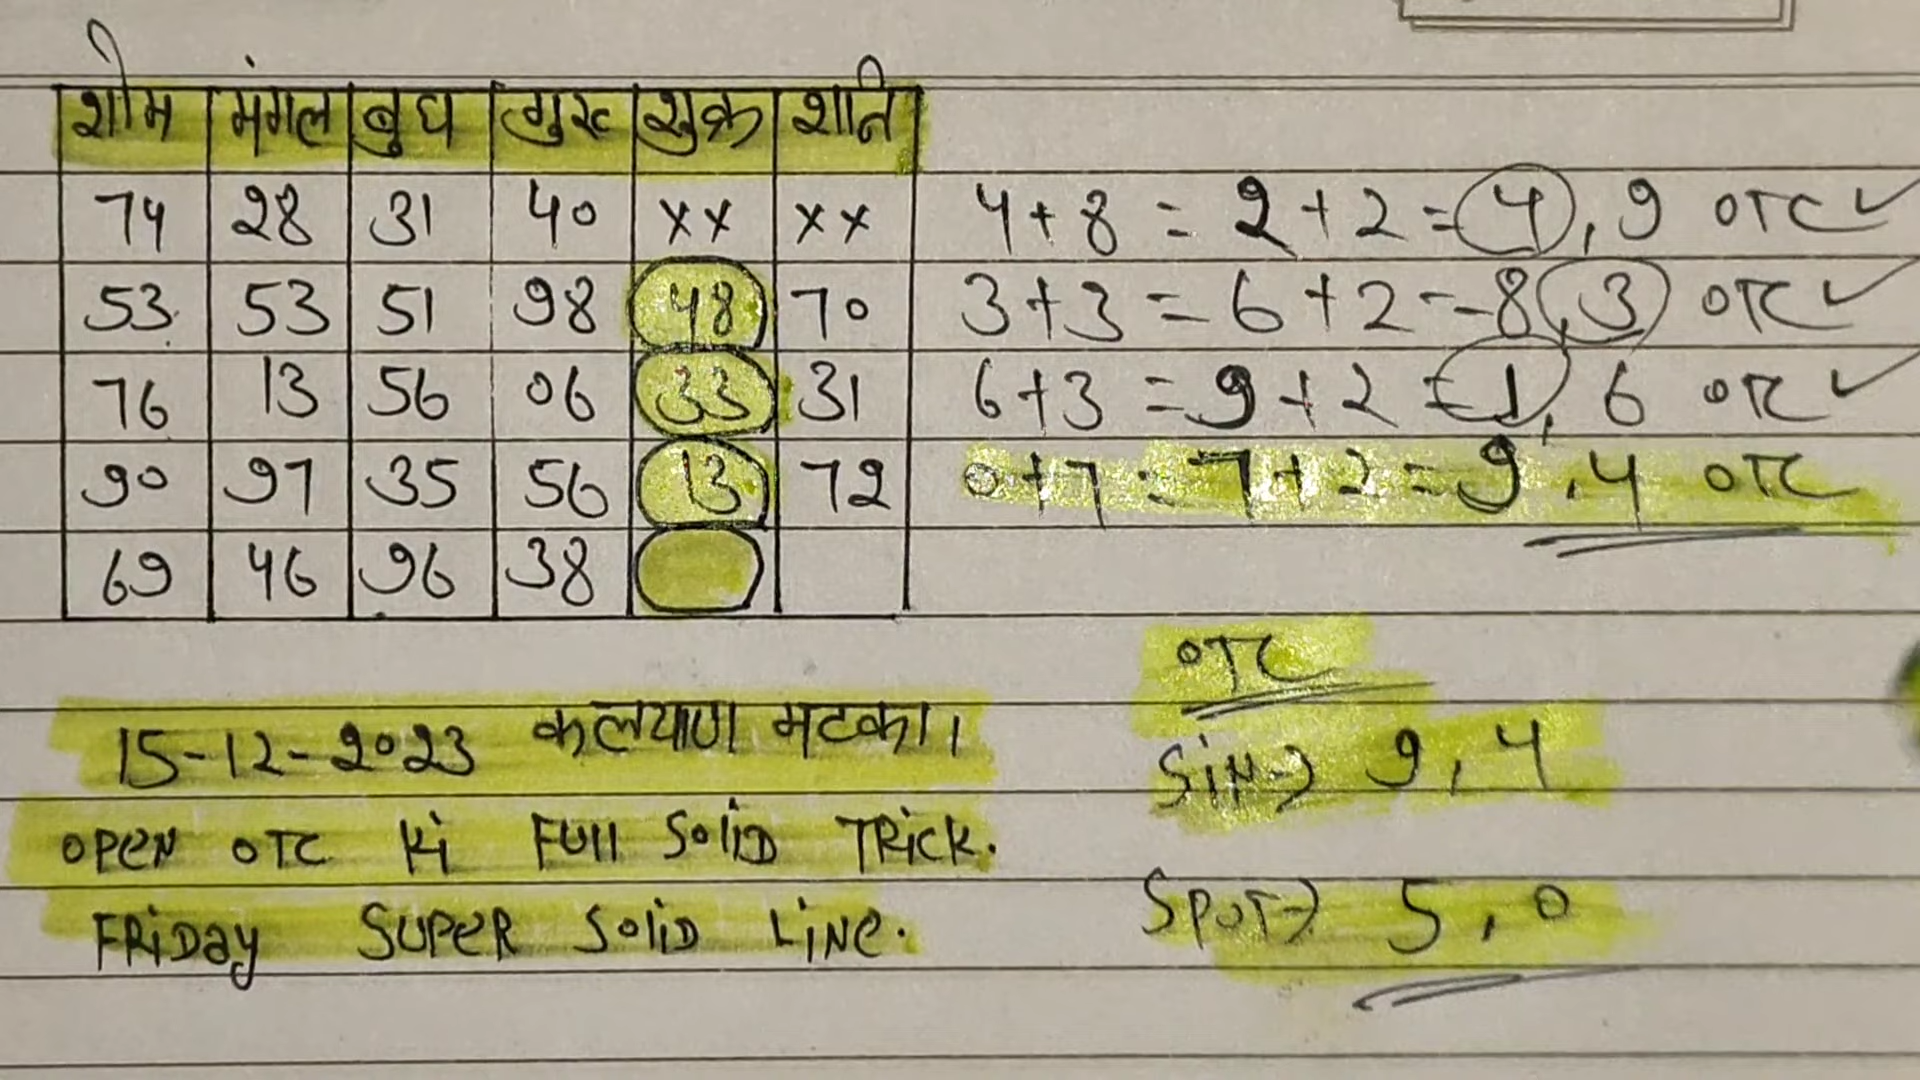 शोम मंगल बुध गुरु शुक्र शनि
74 28 31 40 xx xx 4+8 = 2+2 = 4, 9 OTC ✓
53 53 51 98 48 70 3+3 = 6+2 = 8, 3 OTC ✓
76 13 56 06 33 31 6+3 = 9+2 = 1, 6 OTC ✓
90 97 35 56 13 72 0+7 = 7+2 = 9, 4 OTC
69 46 96 38
OTC
15-12-2023 कलयाण मटका।
Sin→ 9, 4
OPEN OTC Ki FUll Solid TRick.
SPOT→ 5, 0
FRiDay SUPER Solid LiNe.